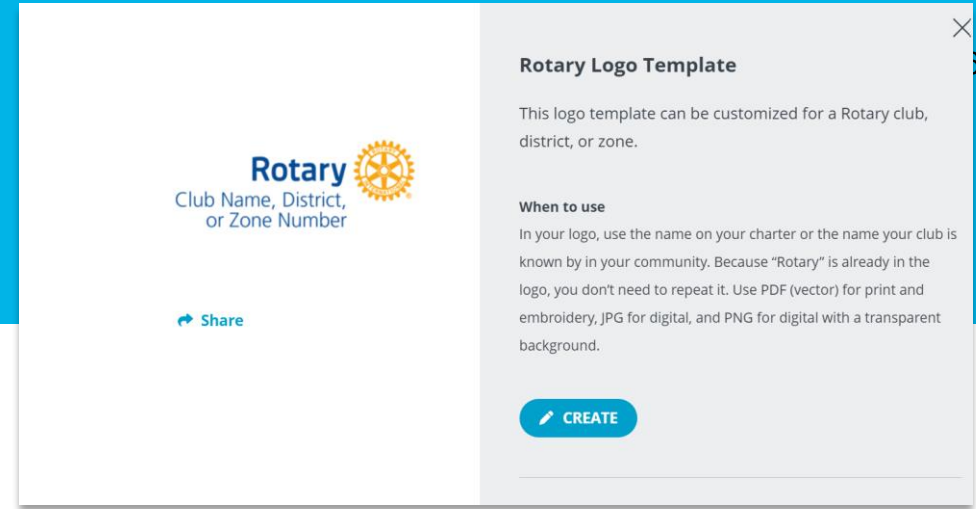 Rotary
Club Name, District,
or Zone Number
Share
Rotary Logo Template
This logo template can be customized for a Rotary club,
district, or zone.
When to use
In your logo, use the name on your charter or the name your club is
known by in your community. Because “Rotary” is already in the
logo, you don’t need to repeat it. Use PDF (vector) for print and
embroidery, JPG for digital, and PNG for digital with a transparent
background.
CREATE